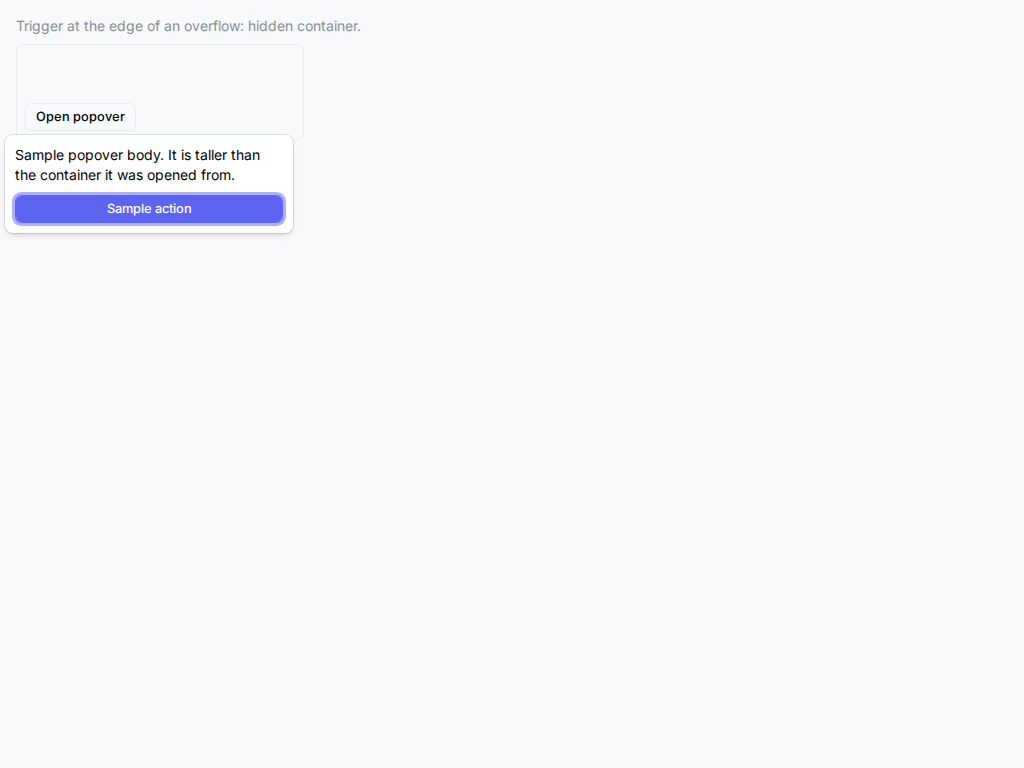 Trigger at the edge of an overflow: hidden container.
Open popover
Sample popover body. It is taller than
the container it was opened from.
Sample action